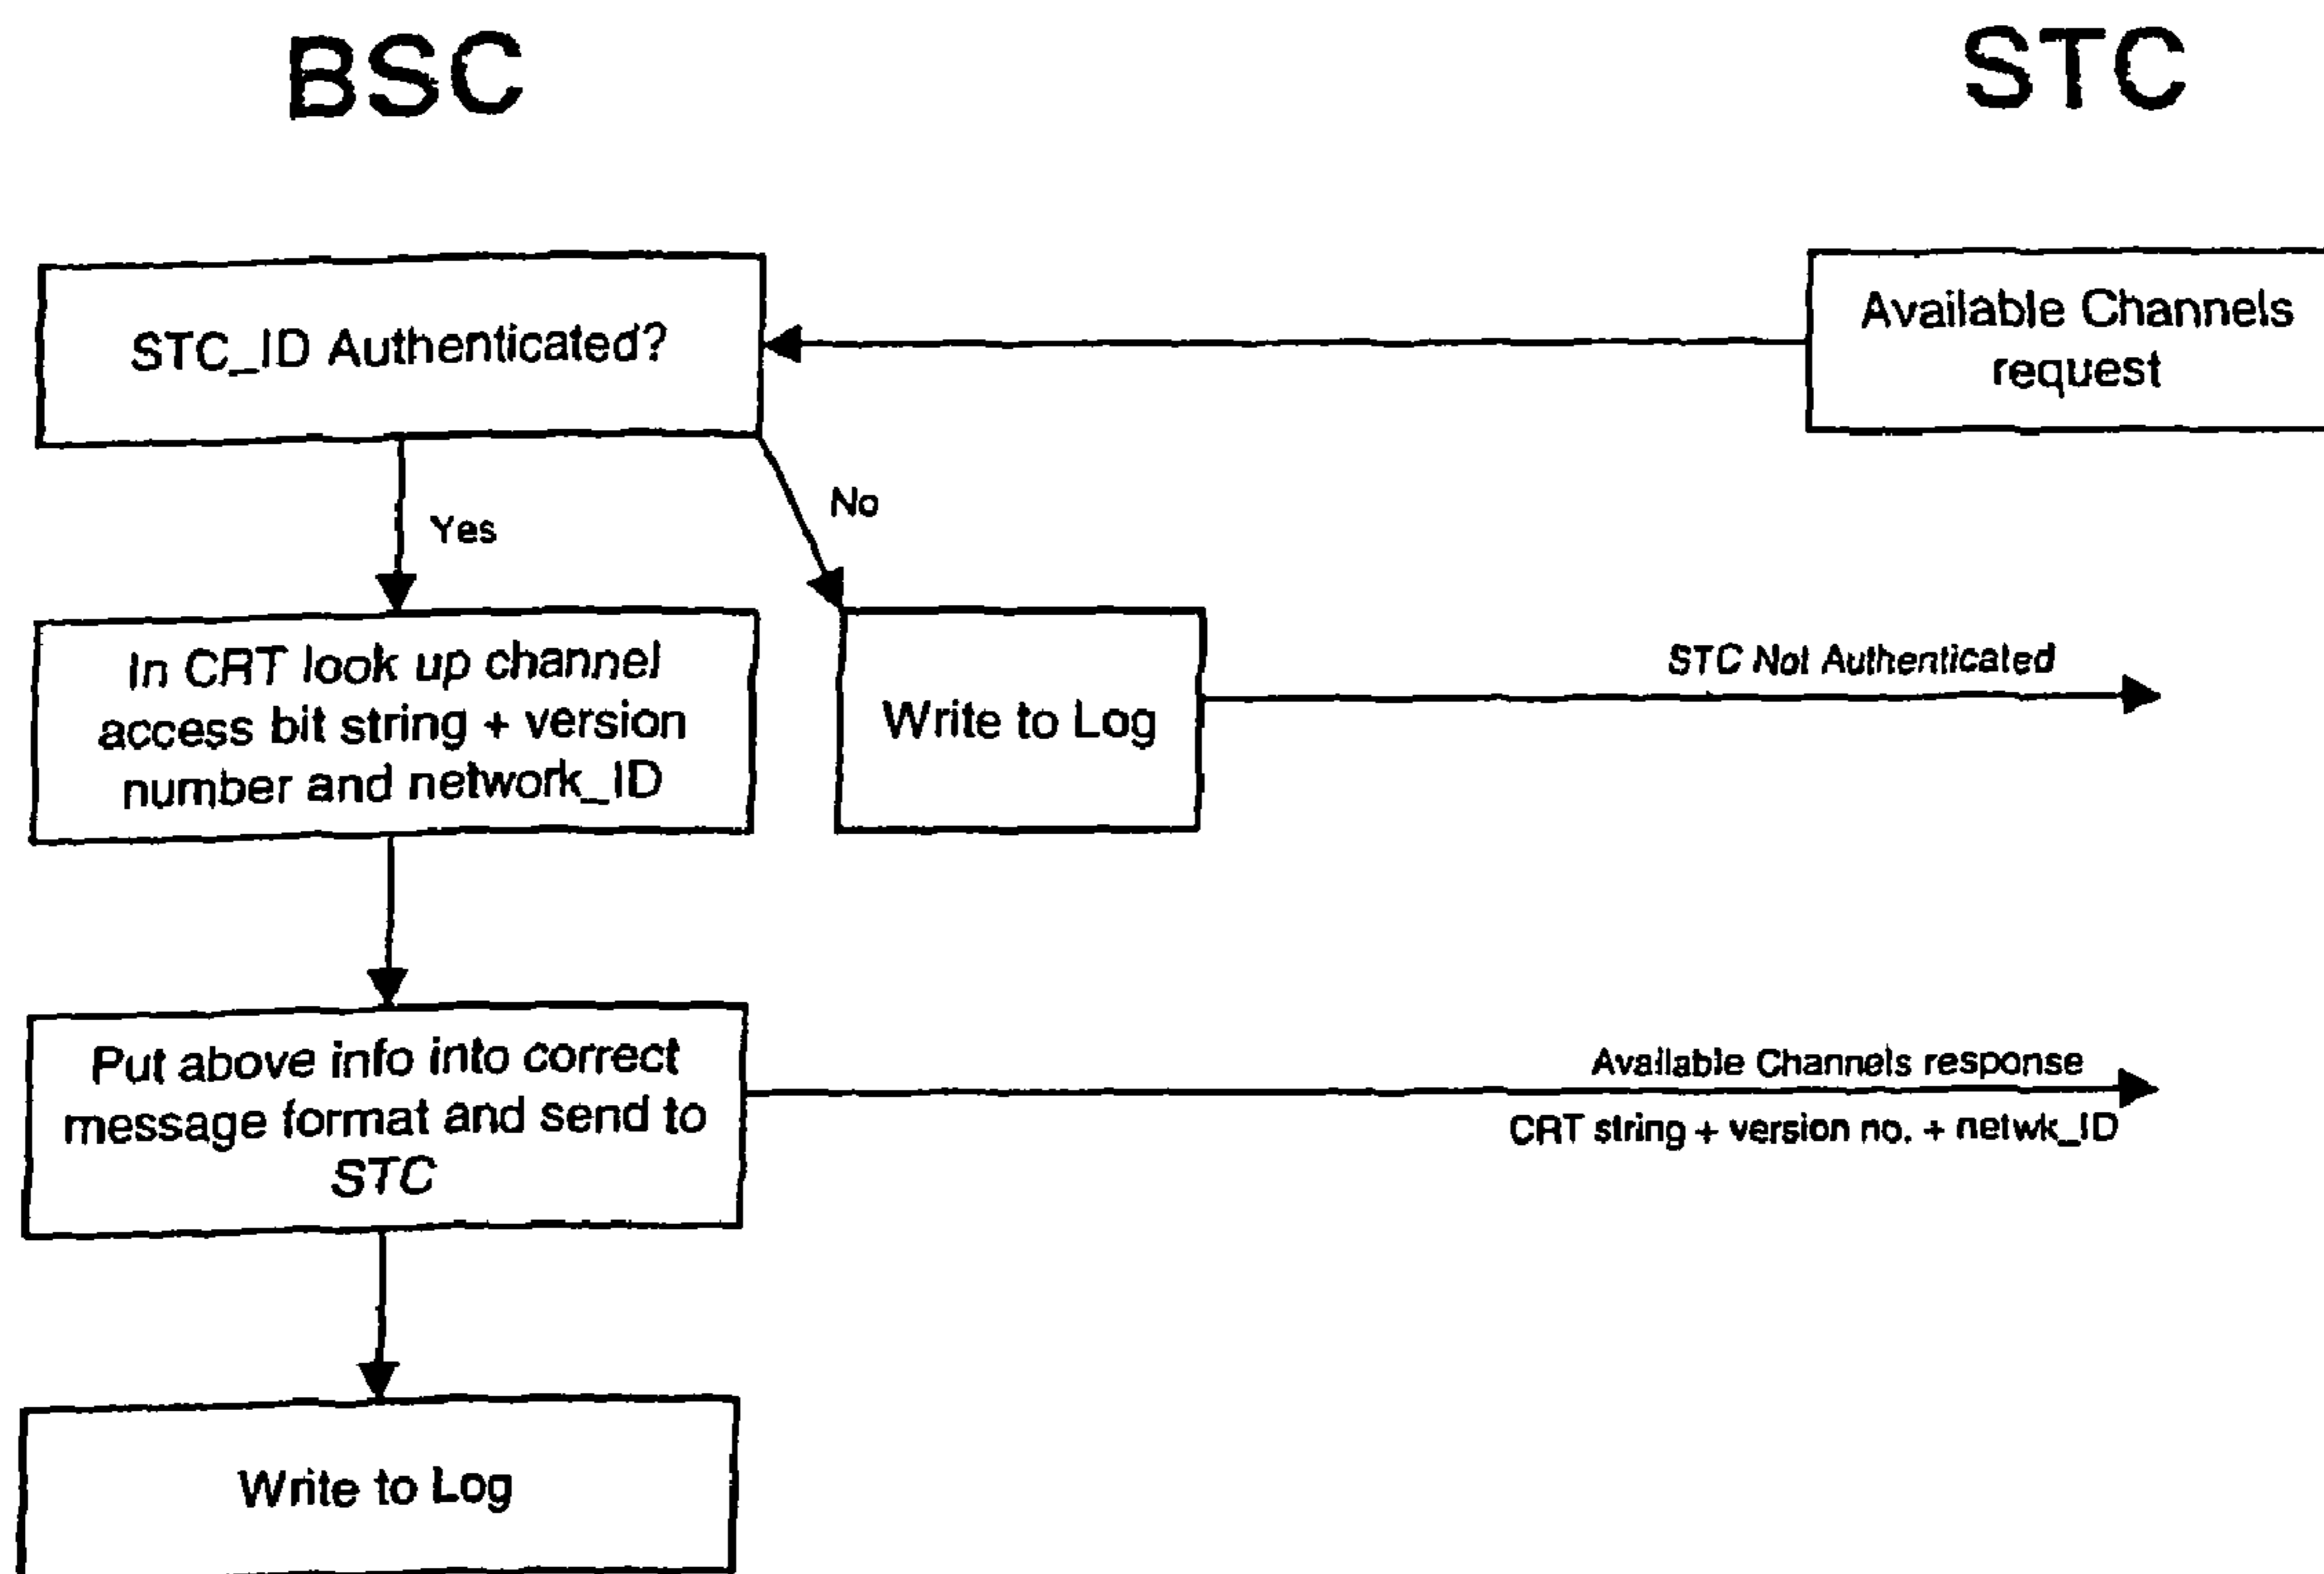 BSC
STC
STC_ID Authenticated?
Available Channels
request
Yes
No
In CRT look up channel
access bit string + version
number and network_ID
Write to Log
STC Not Authenticated
Put above info into correct
message format and send to
STC
Available Channels response
CRT string + version no. + netwk_ID
Write to Log